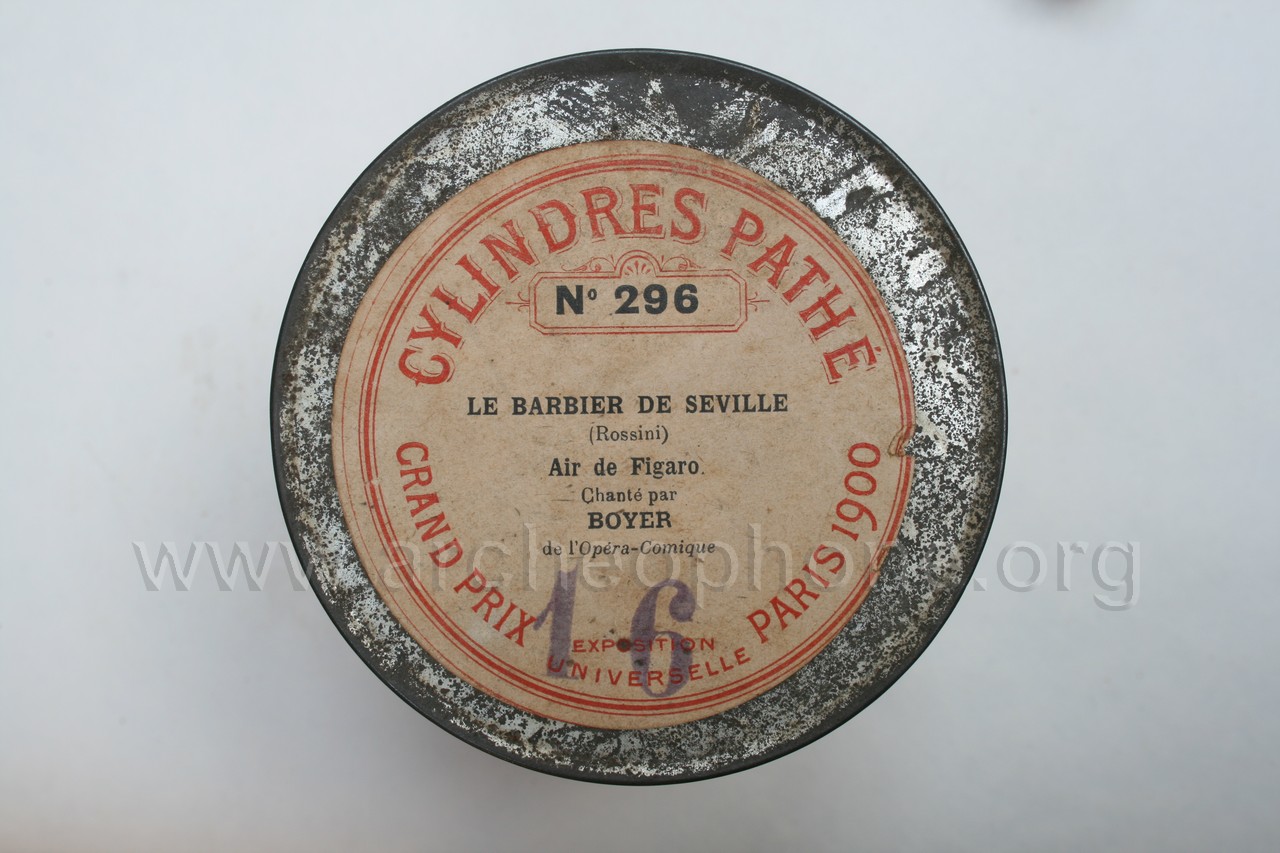 CYLINDRES PATHÉ
Nº 296
LE BARBIER DE SEVILLE
(Rossini)
Air de Figaro.
Chanté par
BOYER
de l'Opéra-Comique
GRAND PRIX
EXPOSITION
UNIVERSELLE
PARIS 1900
16
www.archeophone.org